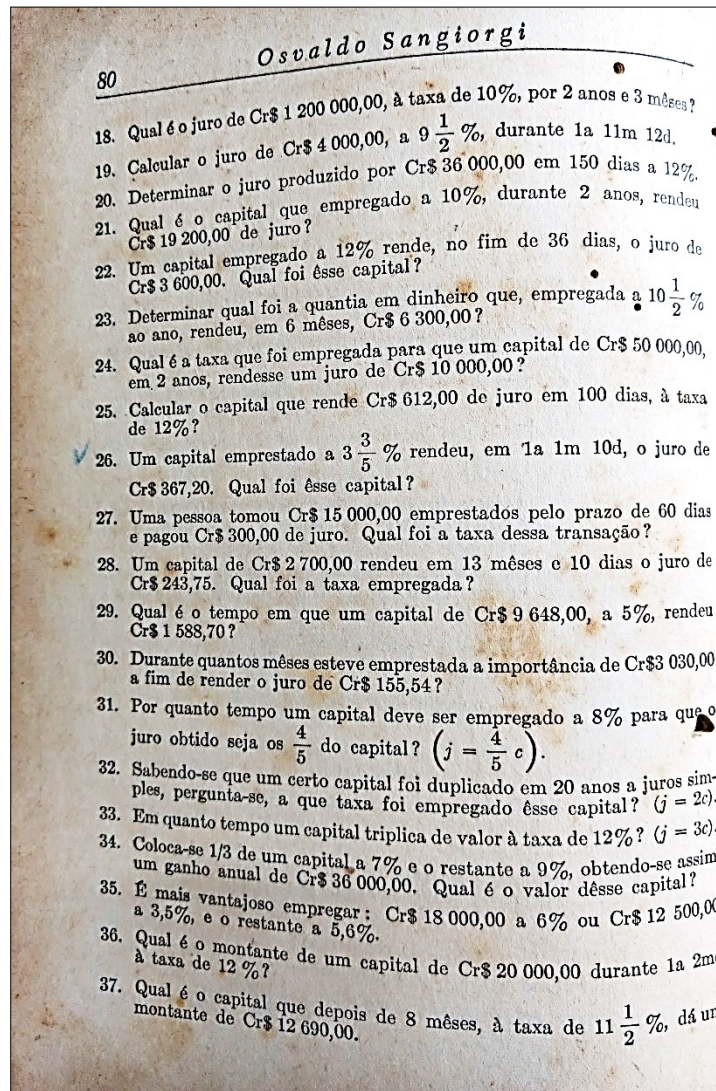 Osvaldo Sangiorgi
80
18. Qual é o juro de Cr$ 1 200 000,00, à taxa de 10%, por 2 anos e 3 mêses?
19. Calcular o juro de Cr$ 4 000,00, a 9 1/2 %, durante 1a 11m 12d.
20. Determinar o juro produzido por Cr$ 36 000,00 em 150 dias a 12%.
21. Qual é o capital que empregado a 10%, durante 2 anos, rendeu
Cr$ 19 200,00 de juro?
22. Um capital empregado a 12% rende, no fim de 36 dias, o juro de
Cr$ 3 600,00. Qual foi êsse capital?
23. Determinar qual foi a quantia em dinheiro que, empregada a 10 1/2 %
ao ano, rendeu, em 6 mêses, Cr$ 6 300,00?
24. Qual é a taxa que foi empregada para que um capital de Cr$ 50 000,00,
em 2 anos, rendesse um juro de Cr$ 10 000,00?
25. Calcular o capital que rende Cr$ 612,00 de juro em 100 dias, à taxa
de 12%?
26. Um capital emprestado a 3 3/5 % rendeu, em 1a 1m 10d, o juro de
Cr$ 367,20. Qual foi êsse capital?
27. Uma pessoa tomou Cr$ 15 000,00 emprestados pelo prazo de 60 dias
e pagou Cr$ 300,00 de juro. Qual foi a taxa dessa transação?
28. Um capital de Cr$ 2 700,00 rendeu em 13 mêses e 10 dias o juro de
Cr$ 243,75. Qual foi a taxa empregada?
29. Qual é o tempo em que um capital de Cr$ 9 648,00, a 5%, rendeu
Cr$ 1 588,70?
30. Durante quantos mêses esteve emprestada a importância de Cr$3 030,00
a fim de render o juro de Cr$ 155,54?
31. Por quanto tempo um capital deve ser empregado a 8% para que o
juro obtido seja os 4/5 do capital? (j = 4/5 c).
32. Sabendo-se que um certo capital foi duplicado em 20 anos a juros sim-
ples, pergunta-se, a que taxa foi empregado êsse capital? (j = 2c).
33. Em quanto tempo um capital triplica de valor à taxa de 12%? (j = 3c).
34. Coloca-se 1/3 de um capital a 7% e o restante a 9%, obtendo-se assim
um ganho anual de Cr$ 36 000,00. Qual é o valor dêsse capital?
35. É mais vantajoso empregar: Cr$ 18 000,00 a 6% ou Cr$ 12 500,00
a 3,5%, e o restante a 5,6%.
36. Qual é o montante de um capital de Cr$ 20 000,00 durante 1a 2m
à taxa de 12 %?
37. Qual é o capital que depois de 8 mêses, à taxa de 11 1/2 %, dá
montante de Cr$ 12 690,00.